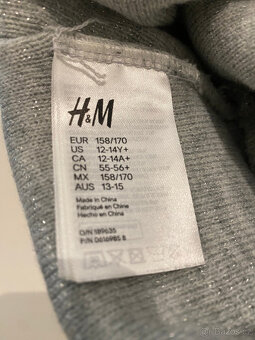 H&M
EUR 158/170
US 12-14Y+
CA 12-14A+
CN 55-56+
MX 158/170
AUS 13-15
Made in China
Fabriqué en Chine
Hecho en China
O/N 189635
P/N